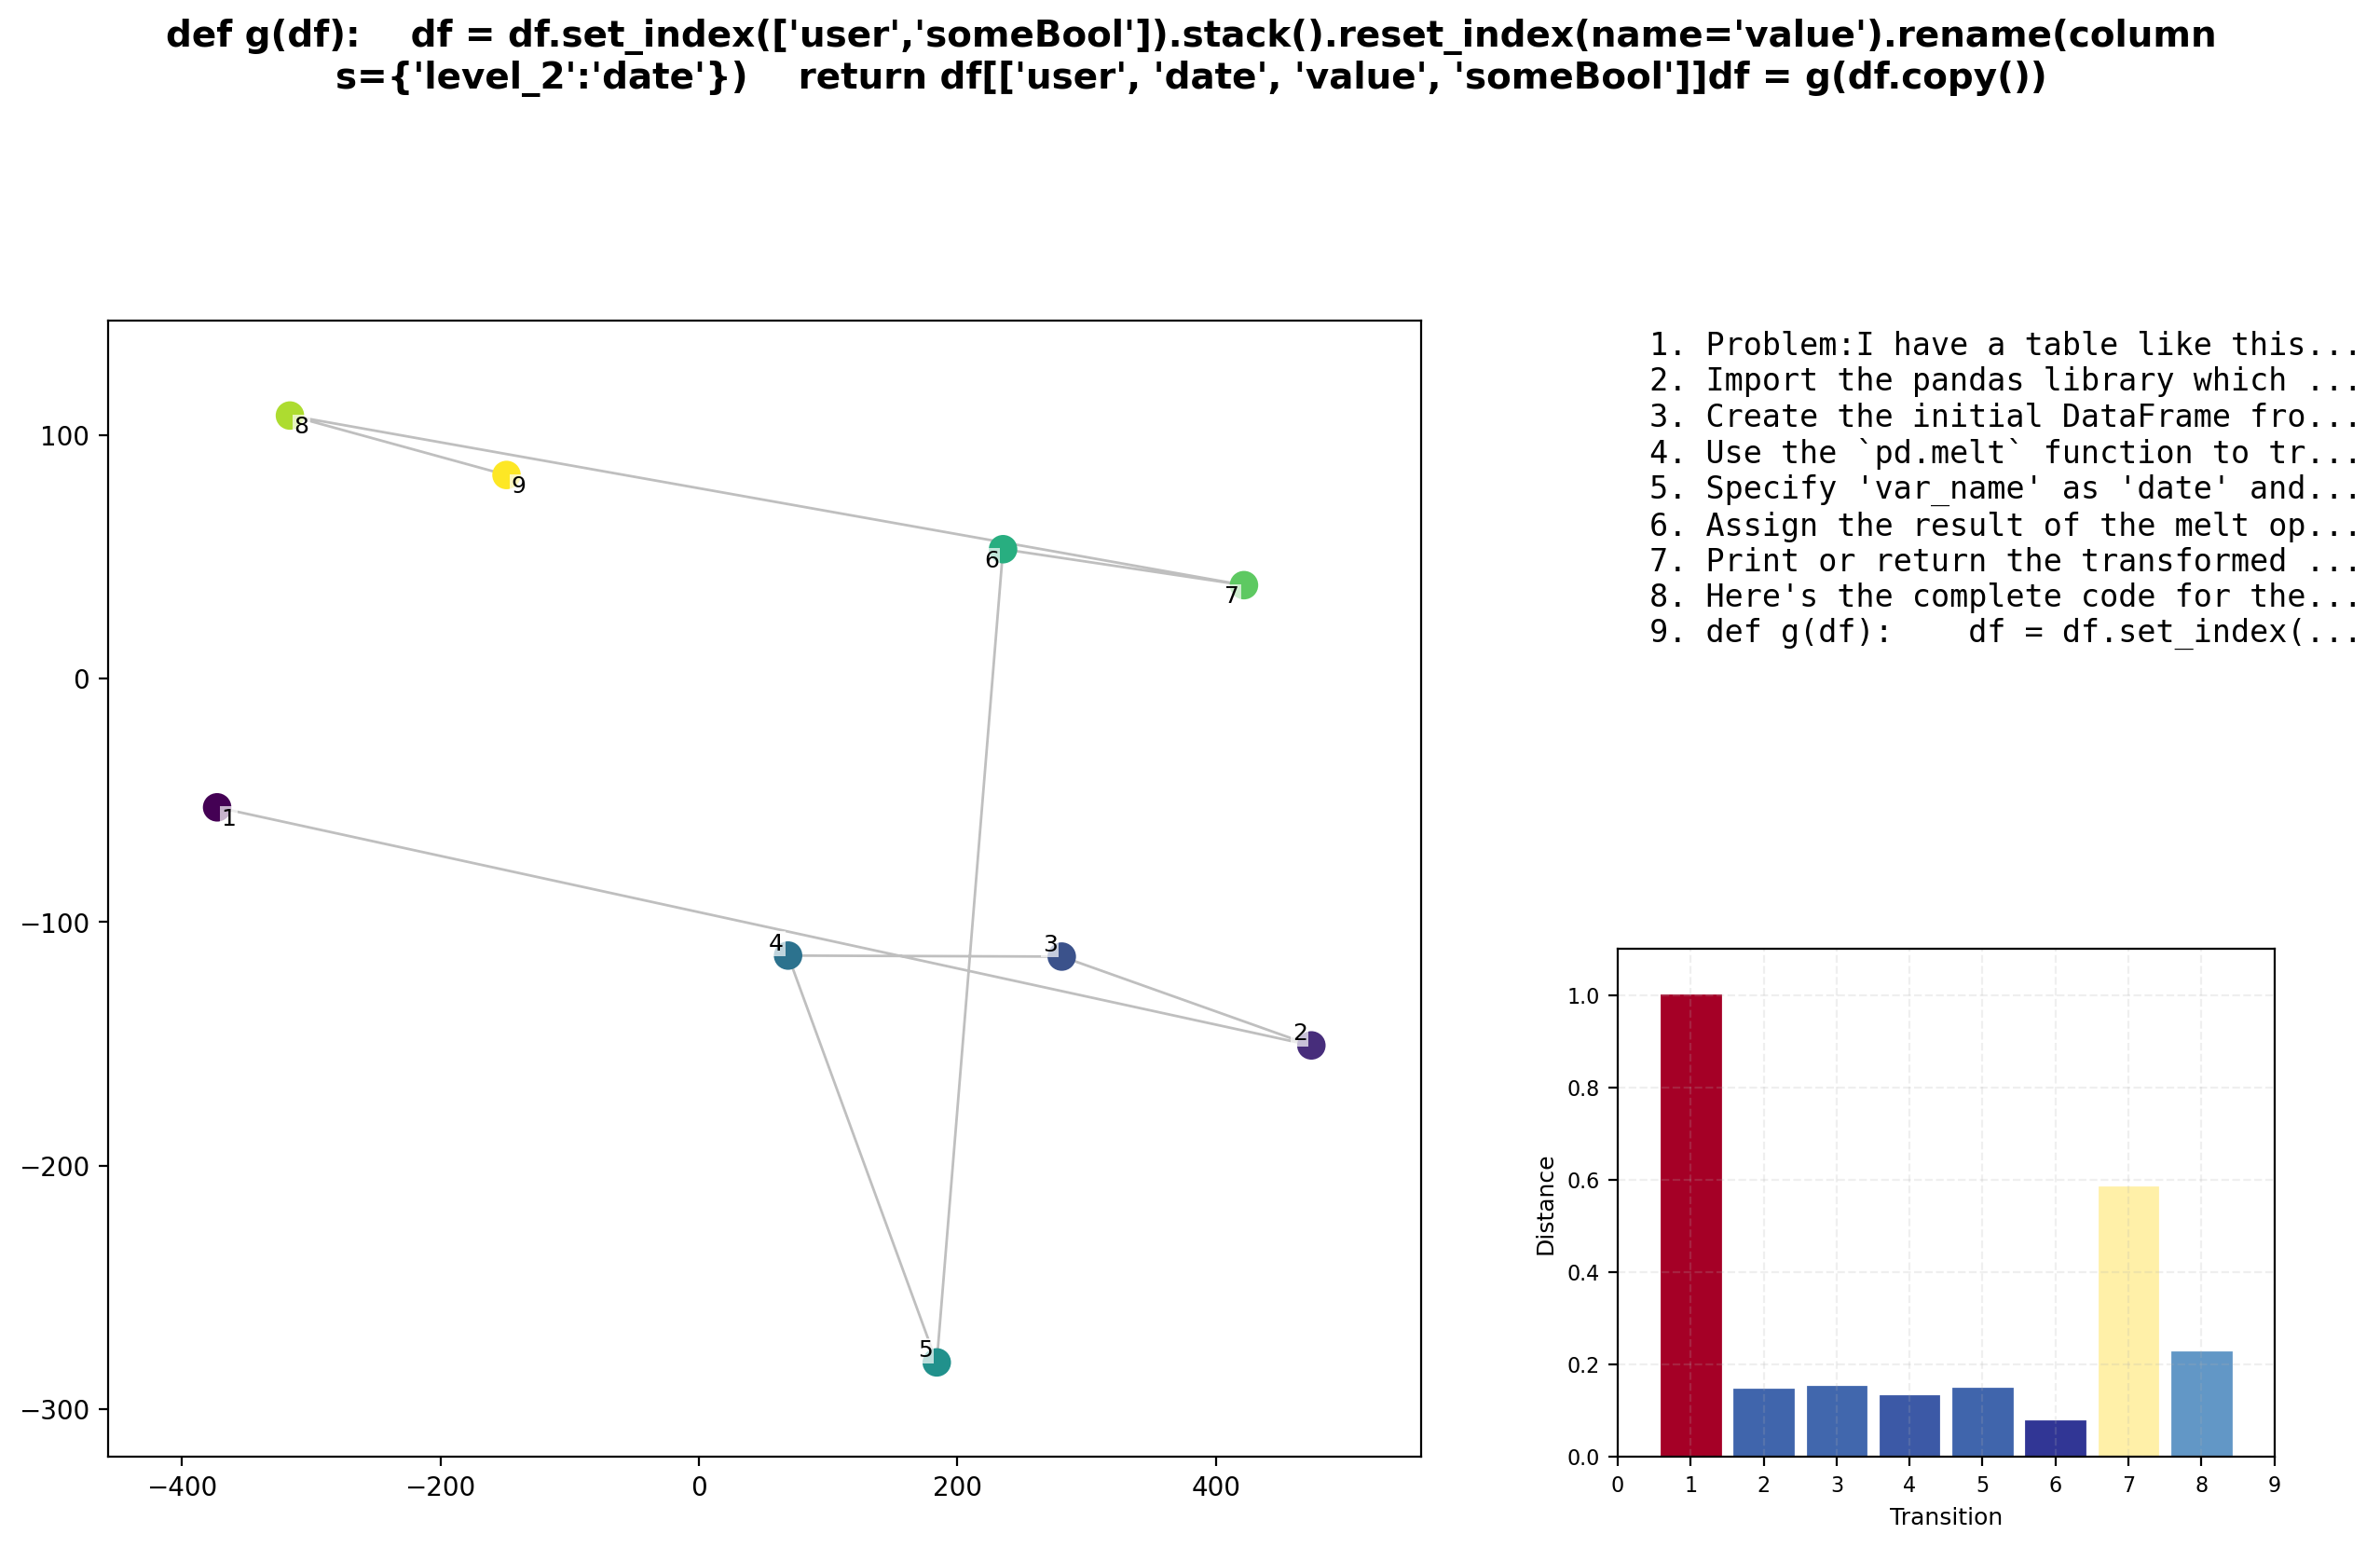 def g(df):    df = df.set_index(['user','someBool']).stack().reset_index(name='value').rename(column
s={'level_2':'date'})    return df[['user', 'date', 'value', 'someBool']]df = g(df.copy())
100
0
−100
−200
−300
−400
−200
0
200
400
1
2
3
4
5
6
7
8
9
1. Problem:I have a table like this...
2. Import the pandas library which ...
3. Create the initial DataFrame fro...
4. Use the `pd.melt` function to tr...
5. Specify 'var_name' as 'date' and...
6. Assign the result of the melt op...
7. Print or return the transformed ...
8. Here's the complete code for the...
9. def g(df):    df = df.set_index(...
Distance
1.0
0.8
0.6
0.4
0.2
0.0
0
1
2
3
4
5
6
7
8
9
Transition